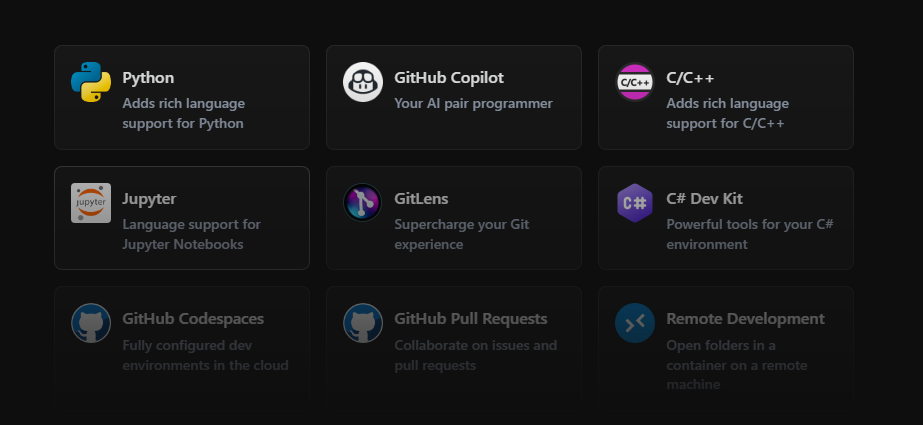 Python
Adds rich language
support for Python
GitHub Copilot
Your AI pair programmer
C/C++
C/C++
Adds rich language
support for C/C++
jupyter
Jupyter
Language support for
Jupyter Notebooks
GitLens
Supercharge your Git
experience
C#
C# Dev Kit
Powerful tools for your C#
environment
GitHub Codespaces
Fully configured dev
environments in the cloud
GitHub Pull Requests
Collaborate on issues and
pull requests
Remote Development
Open folders in a
container on a remote
machine